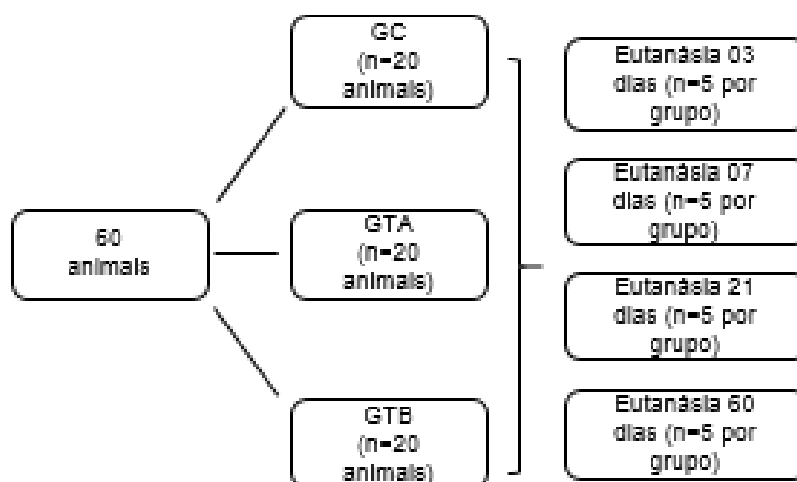 60
animais
GC
(n=20
animais)
GTA
(n=20
animais)
GTB
(n=20
animais)
Eutanásia 03
dias (n=5 por
grupo)
Eutanásia 07
dias (n=5 por
grupo)
Eutanásia 21
dias (n=5 por
grupo)
Eutanásia 60
dias (n=5 por
grupo)